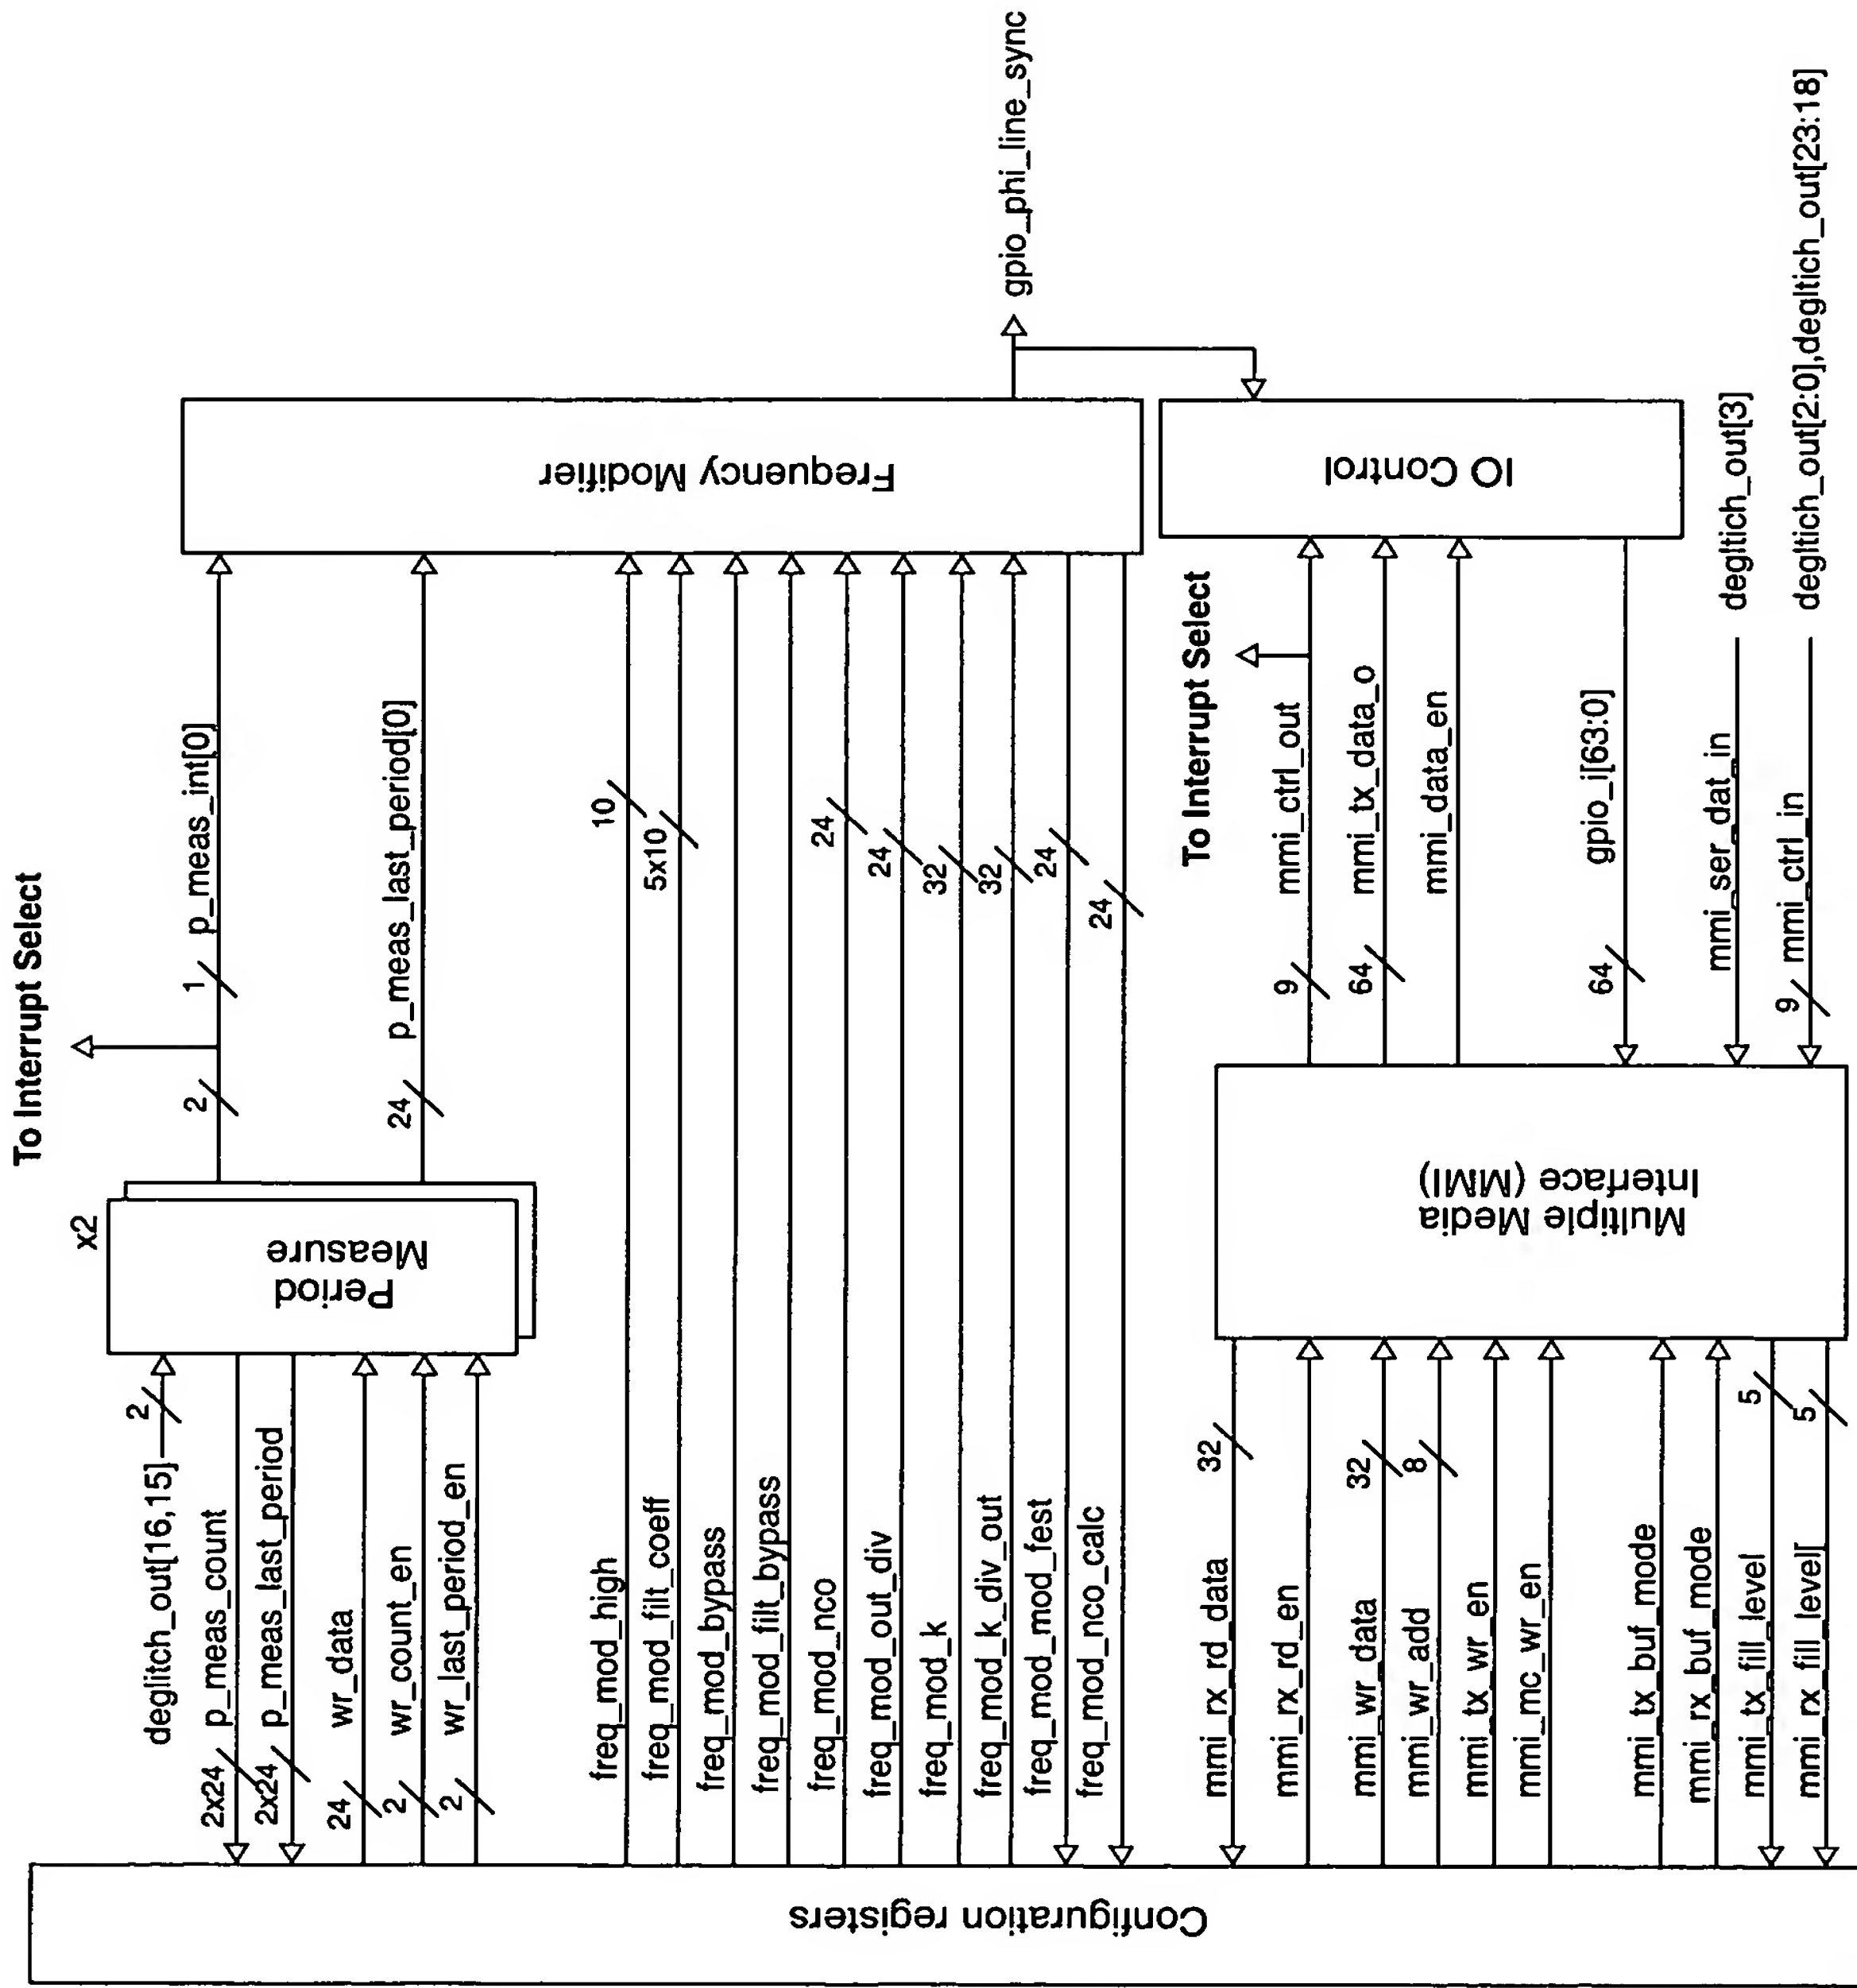 To Interrupt Select
x2
Period
Measure
deglitch_out[16,15]
2
p_meas_count
2x24
p_meas_last_period
2x24
wr_data
24
wr_count_en
2
wr_last_period_en
2
2
1
p_meas_int[0]
24
p_meas_last_period[0]
Frequency Modifier
gpio_phi_line_sync
freq_mod_high
10
freq_mod_filt_coeff
5x10
freq_mod_bypass
freq_mod_filt_bypass
freq_mod_nco
24
freq_mod_out_div
24
freq_mod_k
32
freq_mod_k_div_out
32
freq_mod_mod_fest
24
freq_mod_nco_calc
24
Configuration registers
To Interrupt Select
mmi_rx_rd_data
32
mmi_rx_rd_en
mmi_wr_data
32
mmi_wr_add
8
mmi_tx_wr_en
mmi_mc_wr_en
mmi_tx_buf_mode
mmi_rx_buf_mode
mmi_tx_fill_level
5
mmi_rx_fill_level[
5
Multiple Media
Interface (MMI)
9
mmi_ctrl_out
64
mmi_tx_data_o
mmi_data_en
64
gpio_i[63:0]
IO Control
mmi_ser_dat_in
degltich_out[3]
9
mmi_ctrl_in
degltich_out[2:0],degltich_out[23:18]